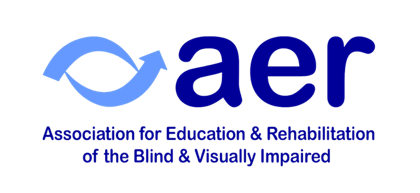 aer
Association for Education & Rehabilitation
of the Blind & Visually Impaired